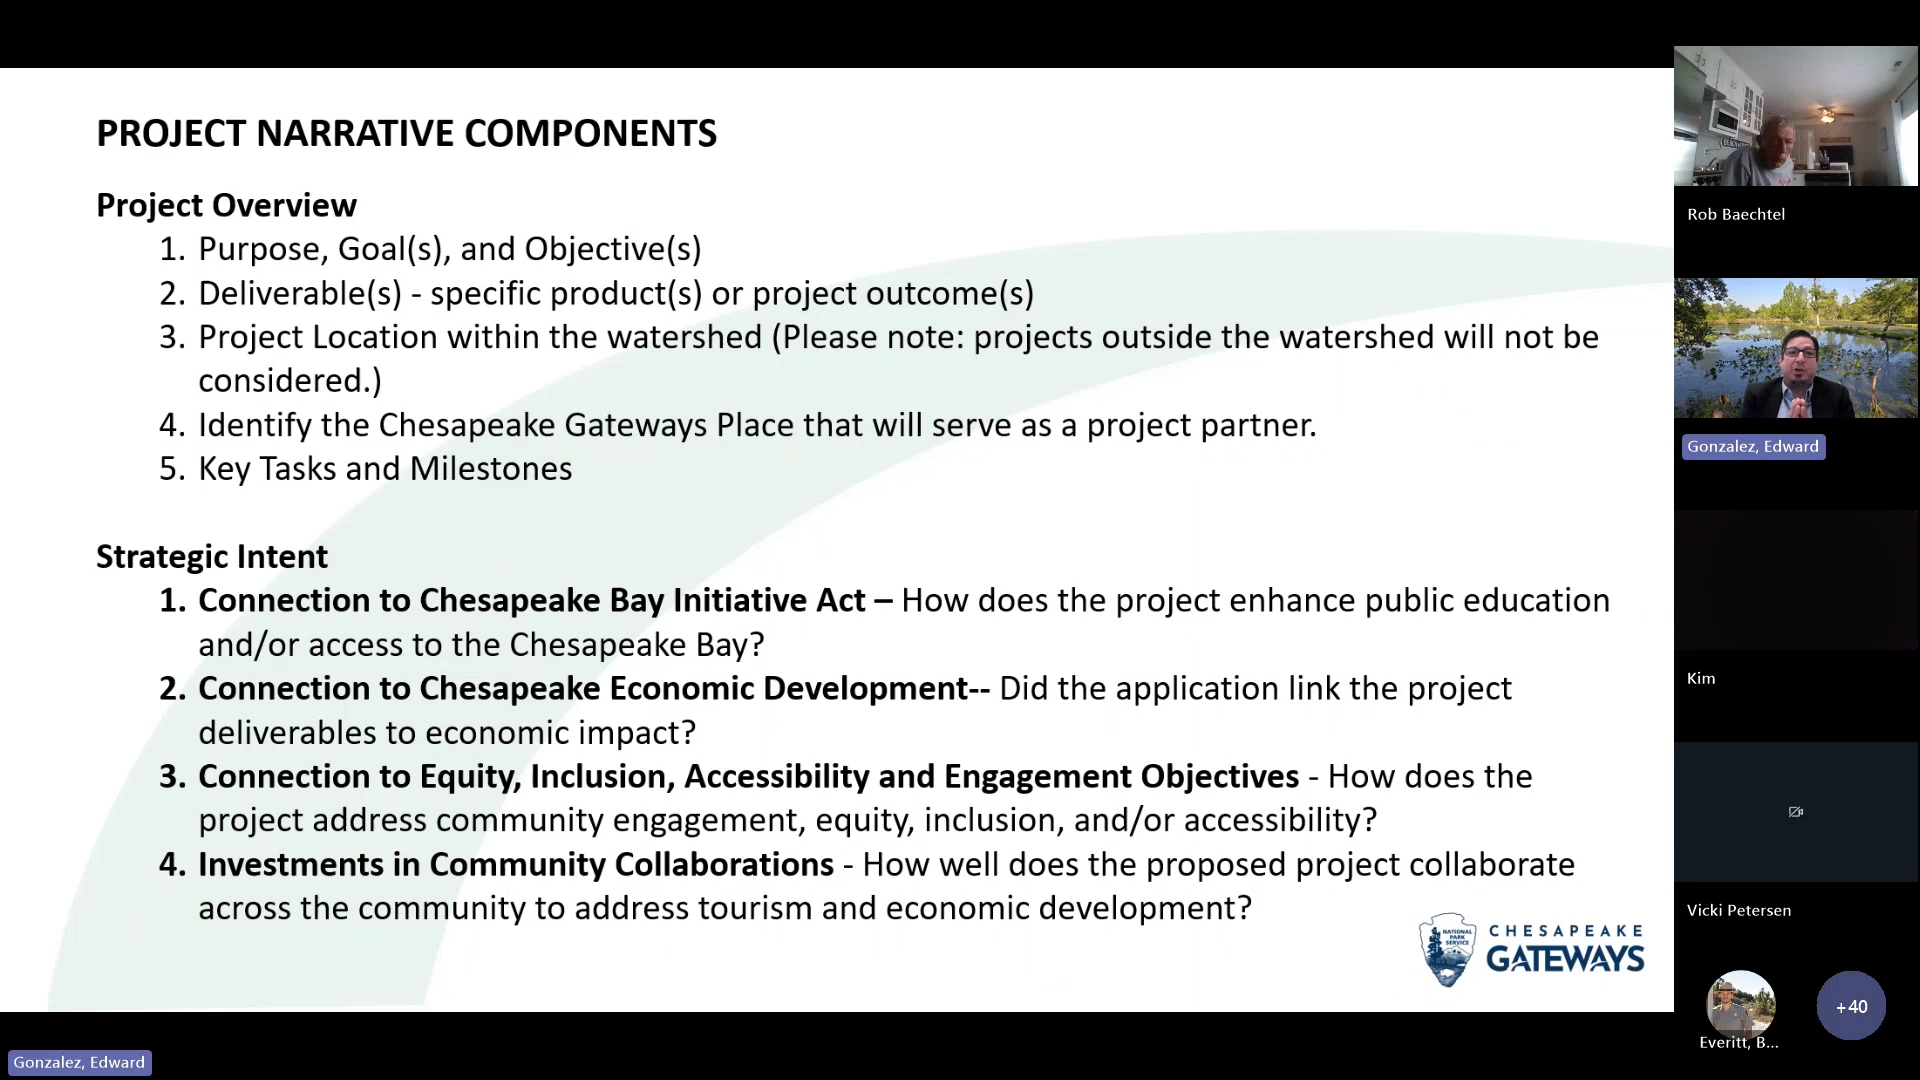 PROJECT NARRATIVE COMPONENTS
Project Overview
1. Purpose, Goal(s), and Objective(s)
2. Deliverable(s) - specific product(s) or project outcome(s)
3. Project Location within the watershed (Please note: projects outside the watershed will not be
considered.)
4. Identify the Chesapeake Gateways Place that will serve as a project partner.
5. Key Tasks and Milestones
Strategic Intent
1. Connection to Chesapeake Bay Initiative Act – How does the project enhance public education
and/or access to the Chesapeake Bay?
2. Connection to Chesapeake Economic Development-- Did the application link the project
deliverables to economic impact?
3. Connection to Equity, Inclusion, Accessibility and Engagement Objectives - How does the
project address community engagement, equity, inclusion, and/or accessibility?
4. Investments in Community Collaborations - How well does the proposed project collaborate
across the community to address tourism and economic development?
NATIONAL
PARK
SERVICE
CHESAPEAKE
GATEWAYS
Rob Baechtel
Gonzalez, Edward
Kim
Vicki Petersen
Everitt, B...
+40
Gonzalez, Edward